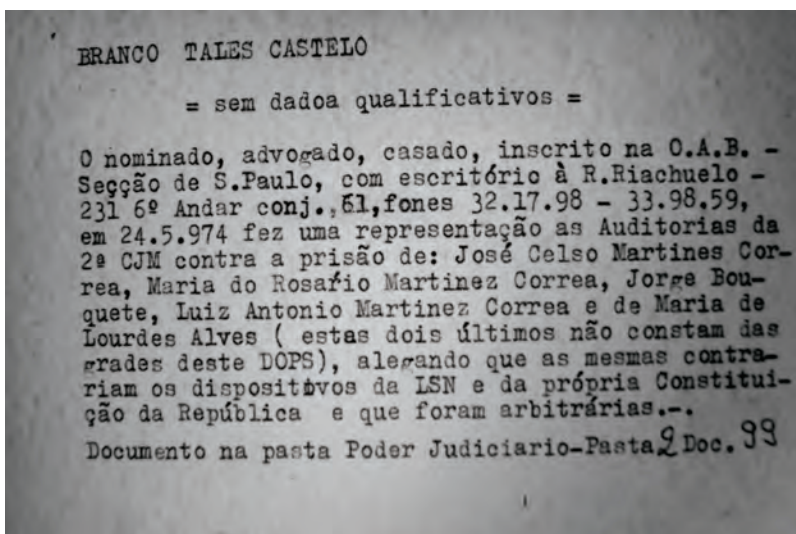 BRANCO TALES CASTELO
= sem dadoa qualificativos =
O nominado, advogado, casado, inscrito na O.A.B. -
Secção de S.Paulo, com escritório à R.Riachuelo -
231 6º Andar conj..61,fones 32.17.98 - 33.98.59,
em 24.5.974 fez uma representação as Auditorias da
2ª CJM contra a prisão de: José Celso Martines Cor-
rea, Maria do Rosaŕio Martinez Correa, Jorge Bou-
quete, Luiz Antonio Martinez Correa e de Maria de
Lourdes Alves ( estas dois últimos não constam das
grades deste DOPS), alegando que as mesmas contra-
riam os dispositivos da LSN e da própria Constitui-
ção da República e que foram arbitrárias.-.
Documento na pasta Poder Judiciario-Pasta 2 Doc. 99